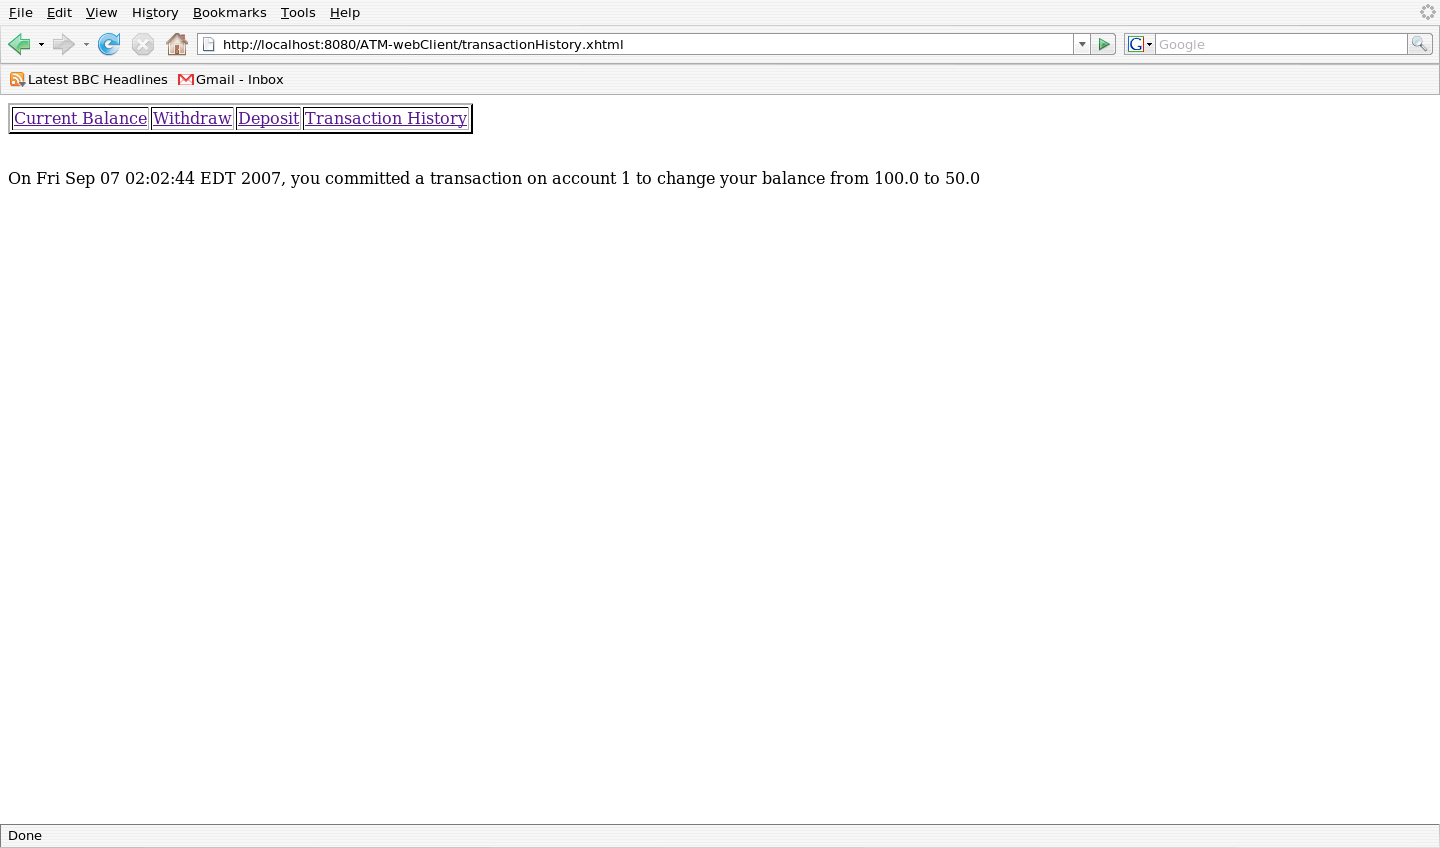 File Edit View History Bookmarks Tools Help
http://localhost:8080/ATM-webClient/transactionHistory.xhtml G Google
Latest BBC Headlines Gmail - Inbox
Current Balance Withdraw Deposit Transaction History
On Fri Sep 07 02:02:44 EDT 2007, you committed a transaction on account 1 to change your balance from 100.0 to 50.0
Done